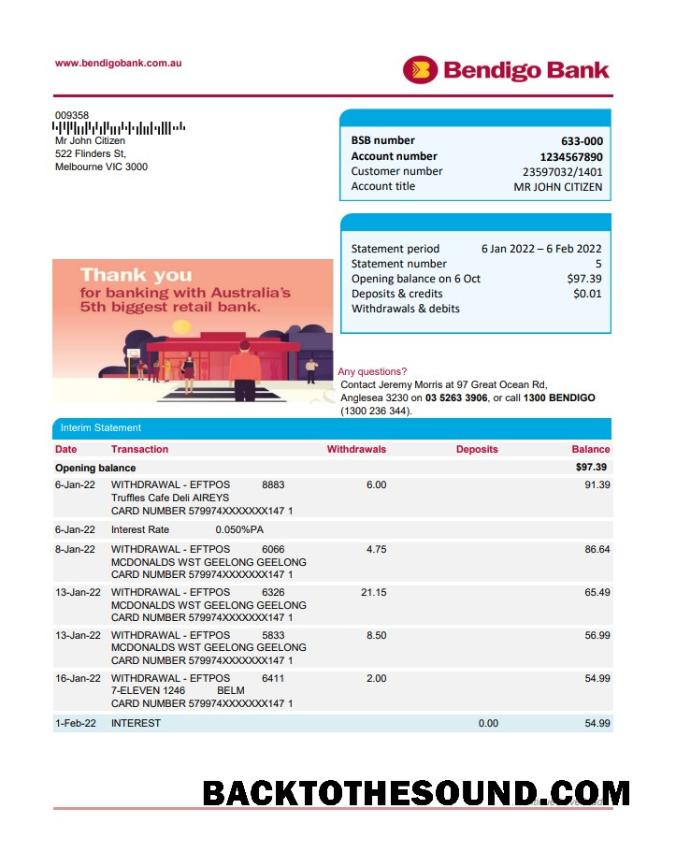 www.bendigobank.com.au
Bendigo Bank
009358
Mr John Citizen
522 Flinders St,
Melbourne VIC 3000
BSB number 633-000
Account number 1234567890
Customer number 23597032/1401
Account title MR JOHN CITIZEN
Statement period 6 Jan 2022 – 6 Feb 2022
Statement number 5
Opening balance on 6 Oct $97.39
Deposits & credits $0.01
Withdrawals & debits
Thank you
for banking with Australia's
5th biggest retail bank.
Any questions?
Contact Jeremy Morris at 97 Great Ocean Rd,
Anglesea 3230 on 03 5263 3906, or call 1300 BENDIGO
(1300 236 344).
Interim Statement
Date Transaction Withdrawals Deposits Balance
Opening balance $97.39
6-Jan-22 WITHDRAWAL - EFTPOS 8883 6.00 91.39
Truffles Cafe Deli AIREYS
CARD NUMBER 579974XXXXXXX147 1
6-Jan-22 Interest Rate 0.050%PA
8-Jan-22 WITHDRAWAL - EFTPOS 6066 4.75 86.64
MCDONALDS WST GEELONG GEELONG
CARD NUMBER 579974XXXXXXX147 1
13-Jan-22 WITHDRAWAL - EFTPOS 6326 21.15 65.49
MCDONALDS WST GEELONG GEELONG
CARD NUMBER 579974XXXXXXX147 1
13-Jan-22 WITHDRAWAL - EFTPOS 5833 8.50 56.99
MCDONALDS WST GEELONG GEELONG
CARD NUMBER 579974XXXXXXX147 1
16-Jan-22 WITHDRAWAL - EFTPOS 6411 2.00 54.99
7-ELEVEN 1246 BELM
CARD NUMBER 579974XXXXXXX147 1
1-Feb-22 INTEREST 0.00 54.99
BACKTOTHESOUND.COM